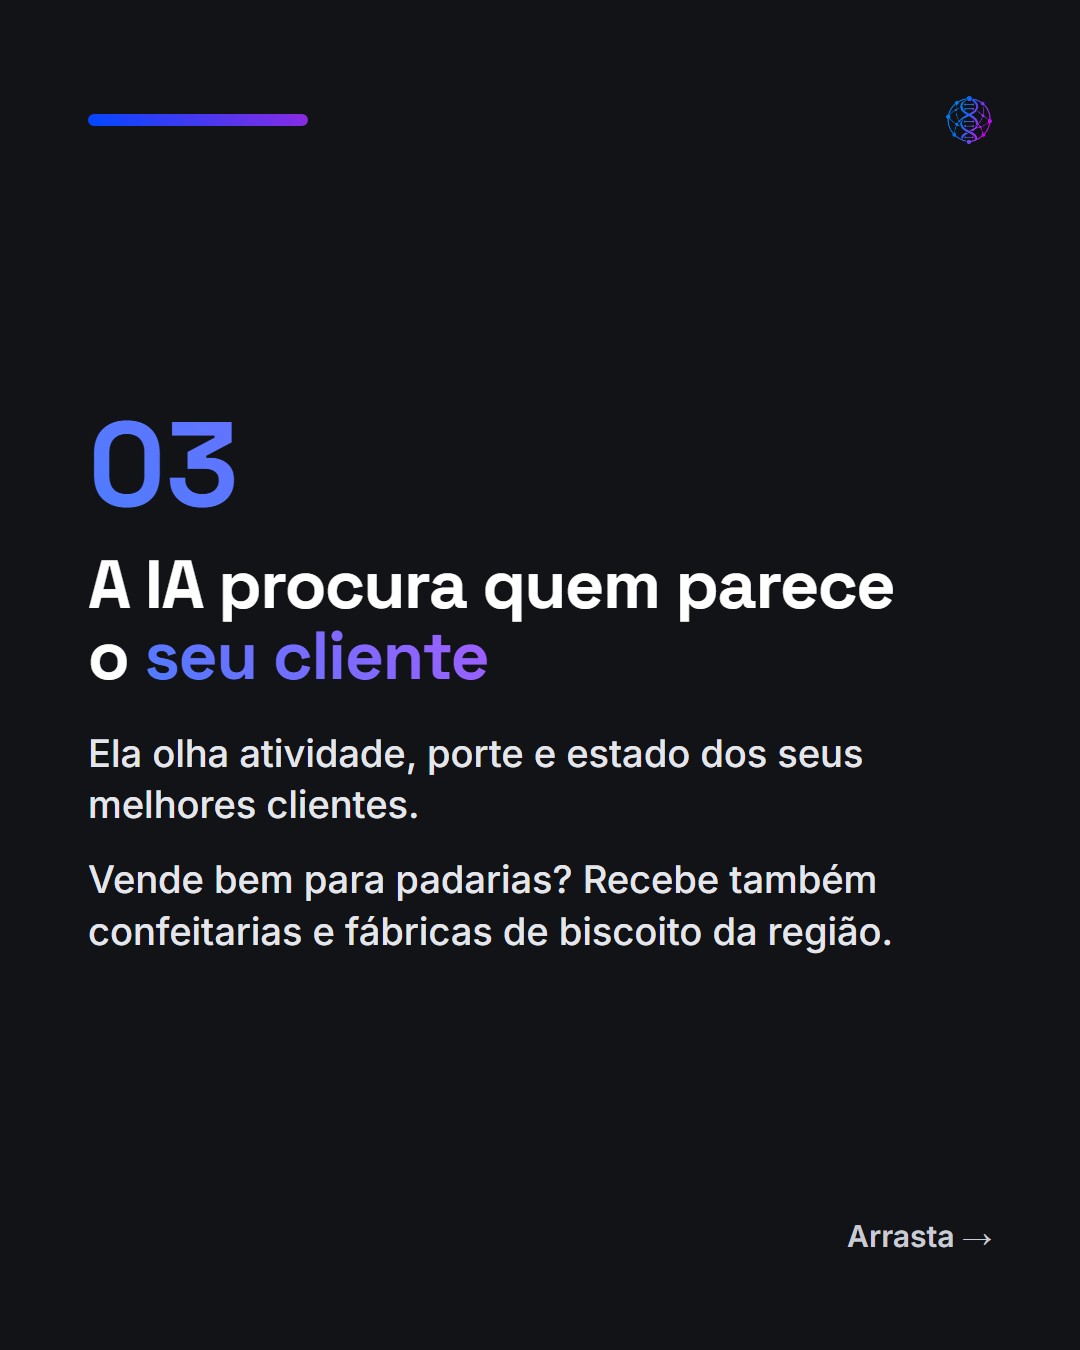 03
A IA procura quem parece
o seu cliente
Ela olha atividade, porte e estado dos seus
melhores clientes.
Vende bem para padarias? Recebe também
confeitarias e fábricas de biscoito da região.
Arrasta →